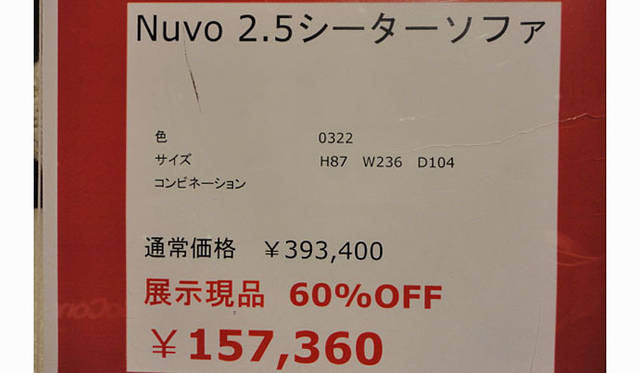 Nuvo 2.5シーターソファ
色 0322
サイズ H87 W236 D104
コンビネーション
通常価格 ￥393,400
展示現品 60%OFF
￥157,360